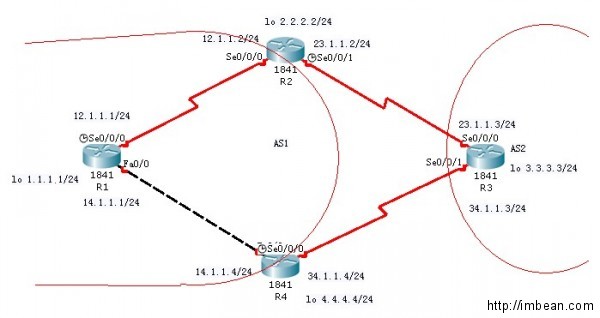 lo 2.2.2.2/24
12.1.1.2/24
23.1.1.2/24
Se0/0/0
Se0/0/1
1841
R2
12.1.1.1/24
Se0/0/0
Fa0/0
lo 1.1.1.1/24
1841
R1
14.1.1.1/24
AS1
23.1.1.3/24
Se0/0/0
Se0/0/1
AS2
1841
R3
lo 3.3.3.3/24
34.1.1.3/24
Se0/0/0
14.1.1.4/24
1841
R4
34.1.1.4/24
lo 4.4.4.4/24
http://imbean.com